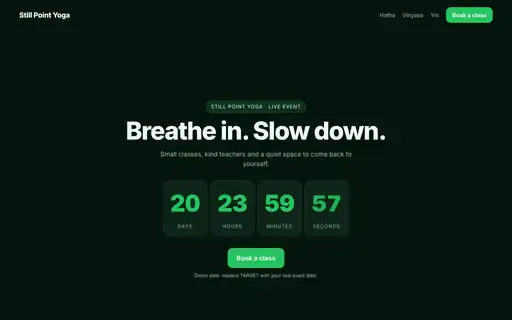 Still Point Yoga
Hatha Vinyasa Yin Book a class
STILL POINT YOGA · LIVE EVENT
Breathe in. Slow down.
Small classes, kind teachers and a quiet space to come back to
yourself.
20 23 59 57
DAYS HOURS MINUTES SECONDS
Book a class
Demo date: replace TARGET with your real event date.